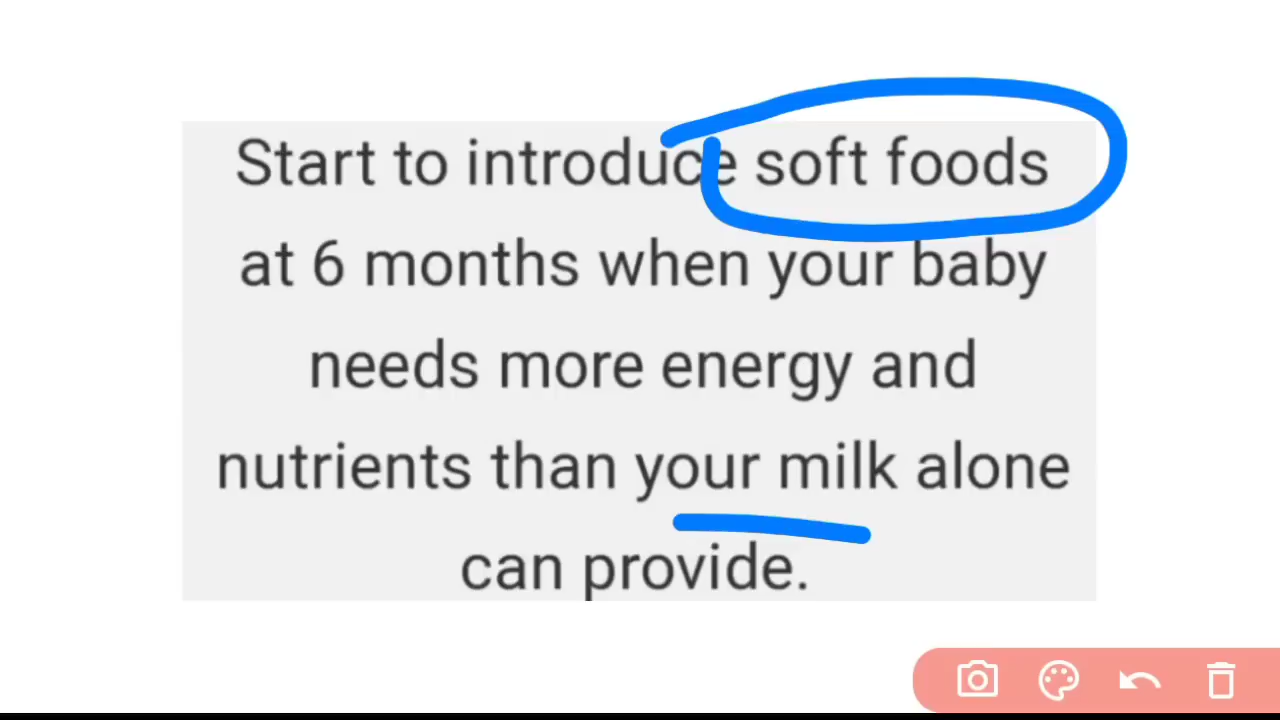 Start to introduce soft foods
at 6 months when your baby
needs more energy and
nutrients than your milk alone
can provide.